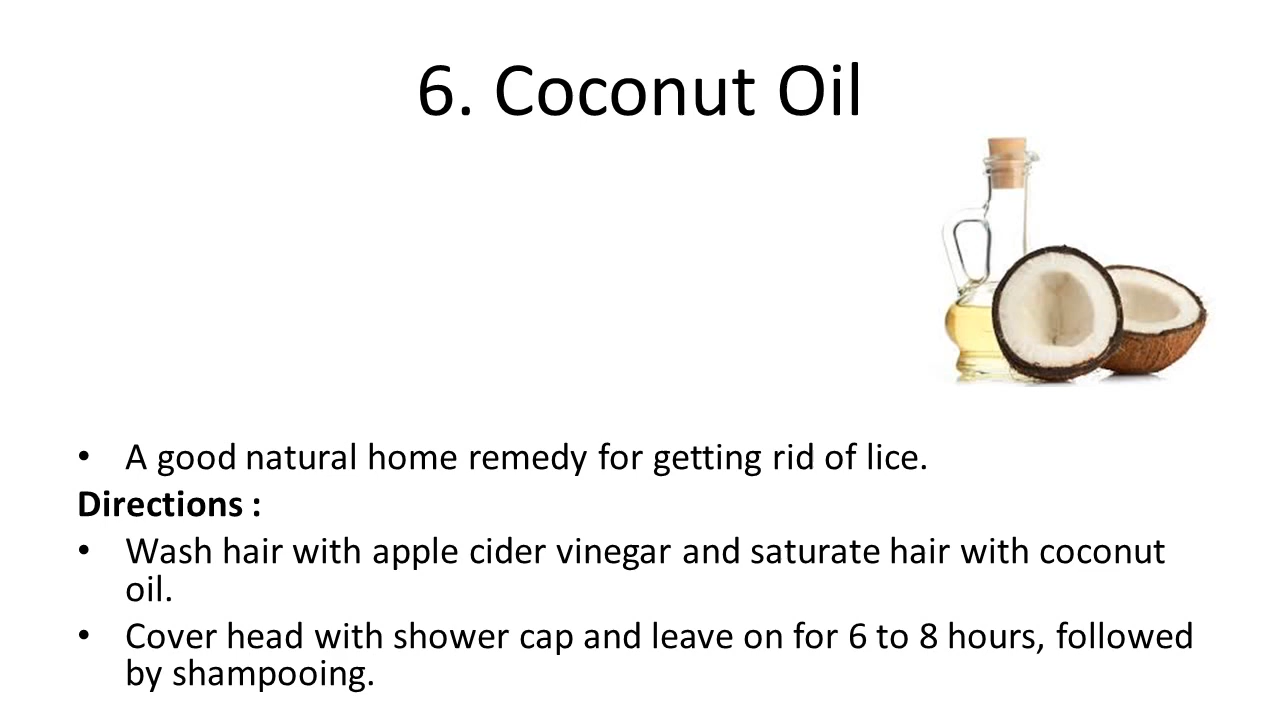 6. Coconut Oil
• A good natural home remedy for getting rid of lice.
Directions :
• Wash hair with apple cider vinegar and saturate hair with coconut
oil.
• Cover head with shower cap and leave on for 6 to 8 hours, followed
by shampooing.